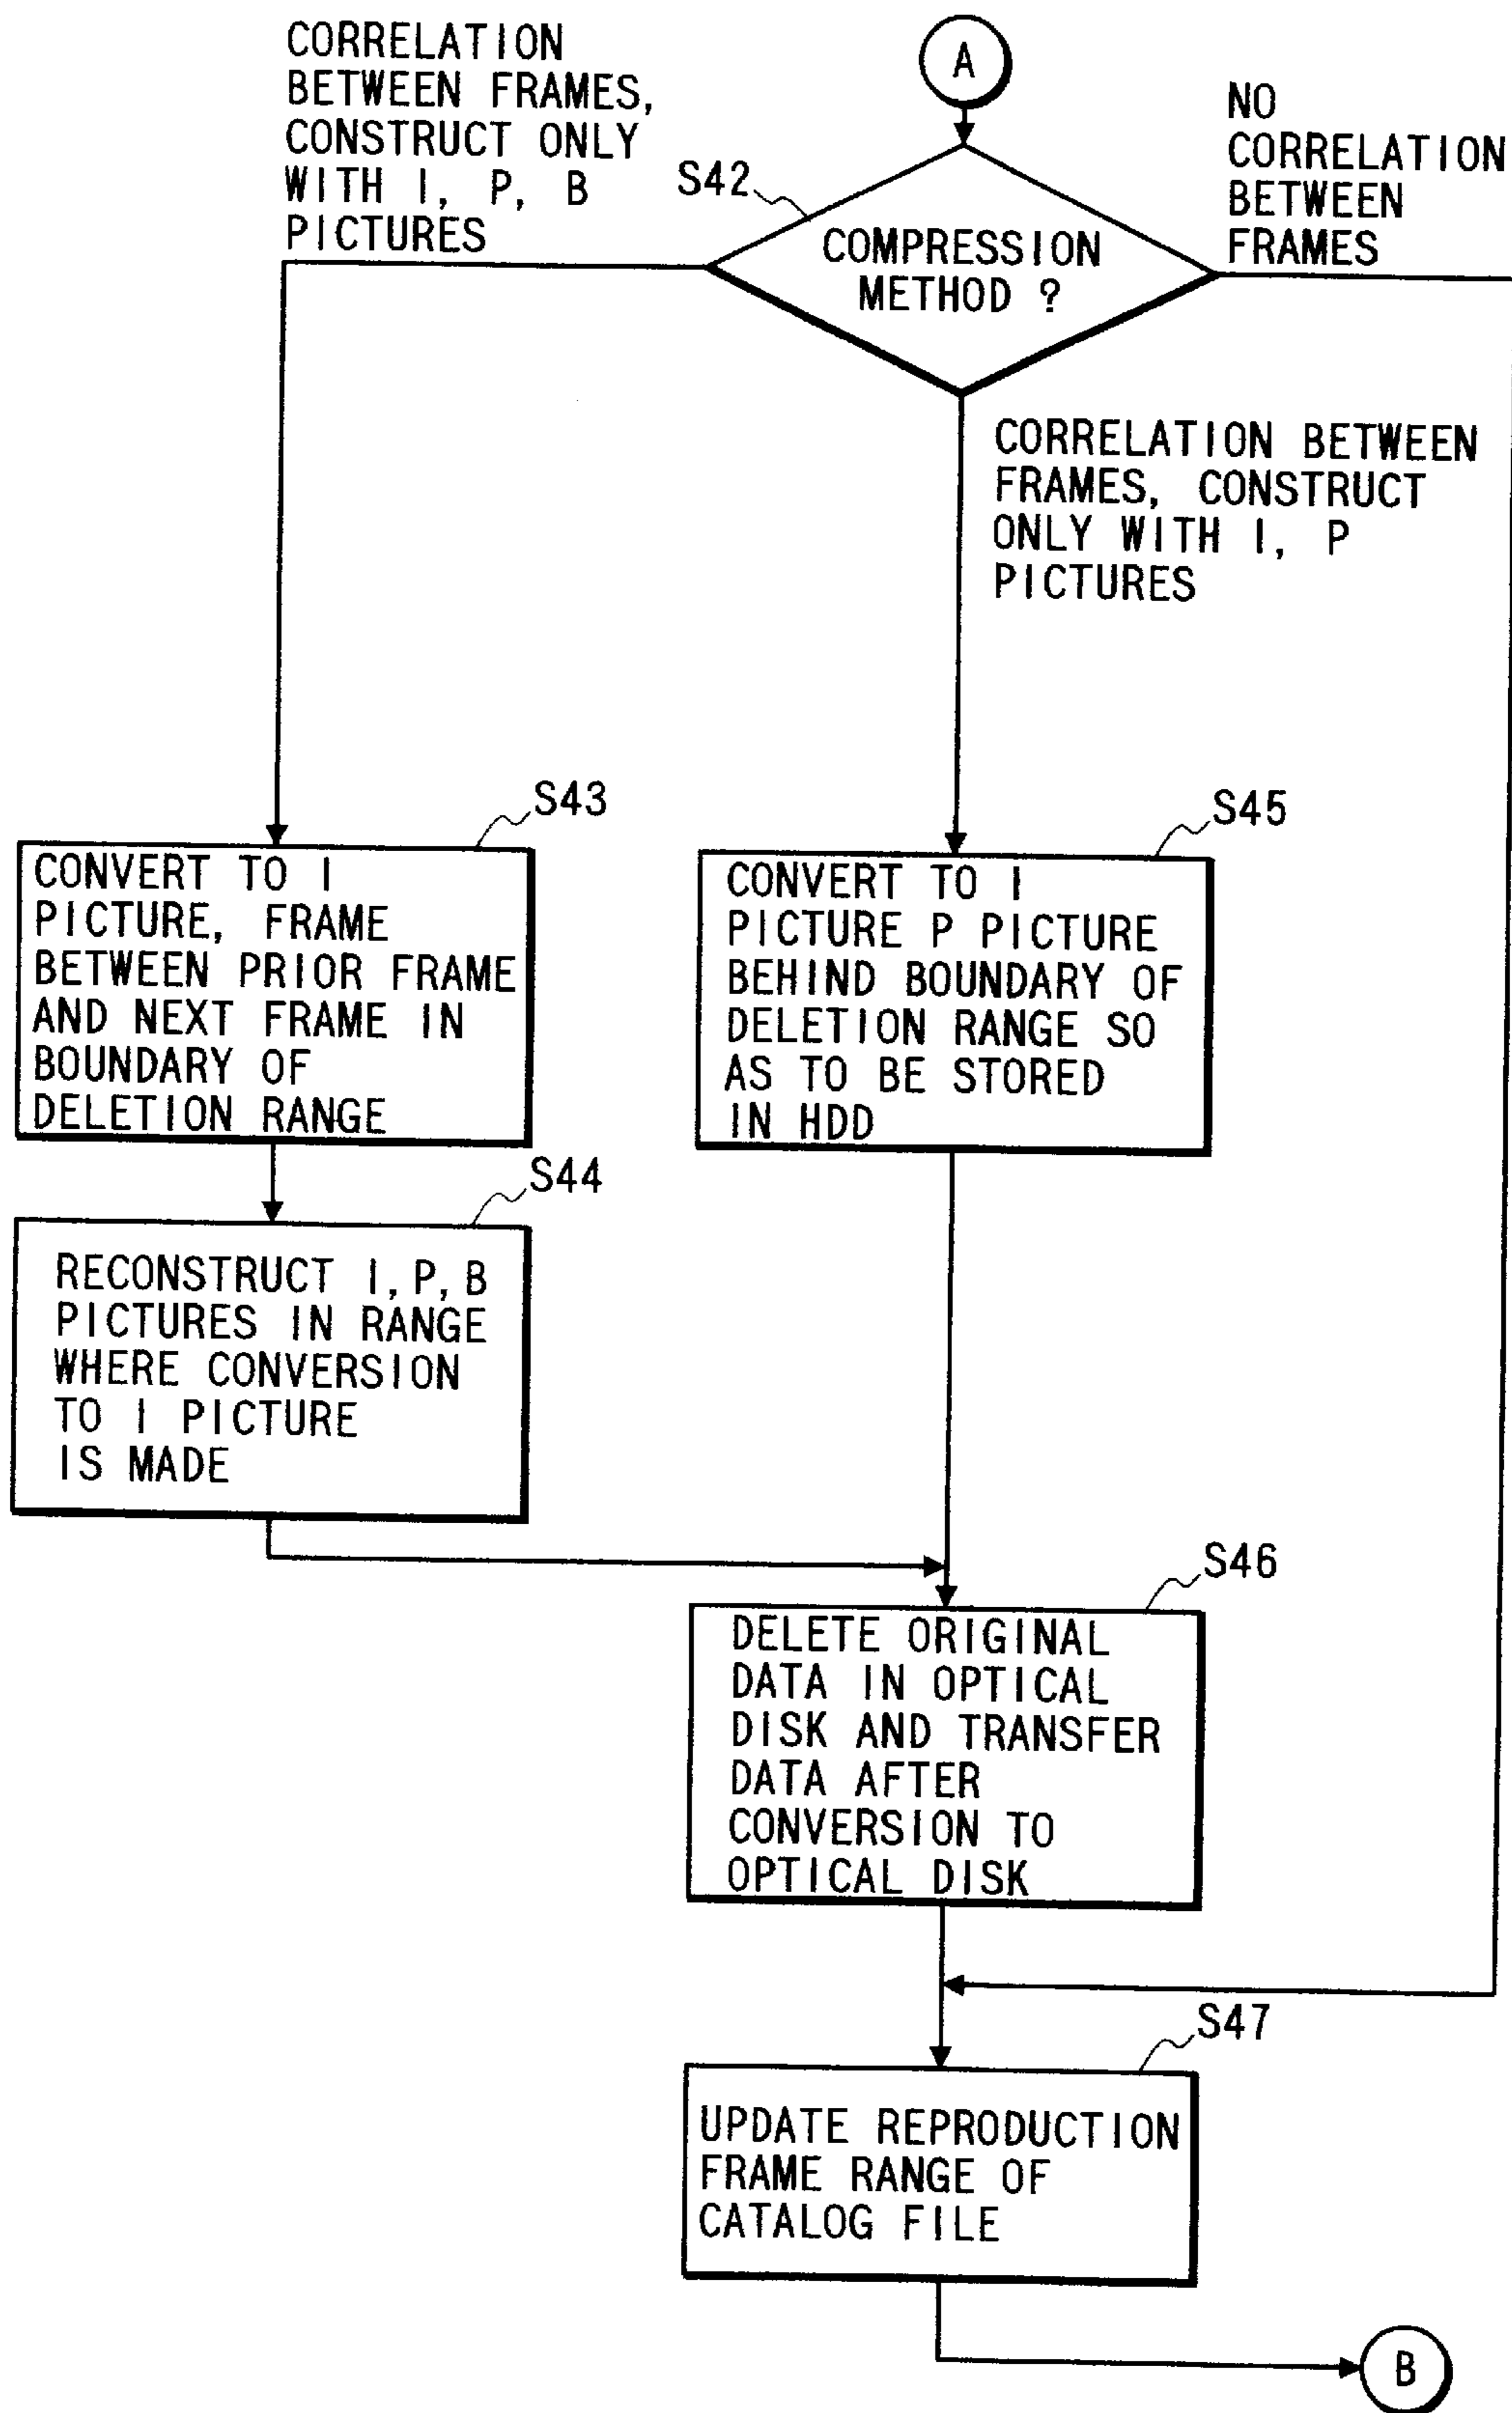 A
CORRELATION
BETWEEN FRAMES,
CONSTRUCT ONLY
WITH I, P, B
PICTURES
NO
CORRELATION
BETWEEN
FRAMES
S42
COMPRESSION
METHOD ?
CORRELATION BETWEEN
FRAMES, CONSTRUCT
ONLY WITH I, P
PICTURES
S43
CONVERT TO I
PICTURE, FRAME
BETWEEN PRIOR FRAME
AND NEXT FRAME IN
BOUNDARY OF
DELETION RANGE
S45
CONVERT TO I
PICTURE P PICTURE
BEHIND BOUNDARY OF
DELETION RANGE SO
AS TO BE STORED
IN HDD
S44
RECONSTRUCT I, P, B
PICTURES IN RANGE
WHERE CONVERSION
TO I PICTURE
IS MADE
S46
DELETE ORIGINAL
DATA IN OPTICAL
DISK AND TRANSFER
DATA AFTER
CONVERSION TO
OPTICAL DISK
S47
UPDATE REPRODUCTION
FRAME RANGE OF
CATALOG FILE
B